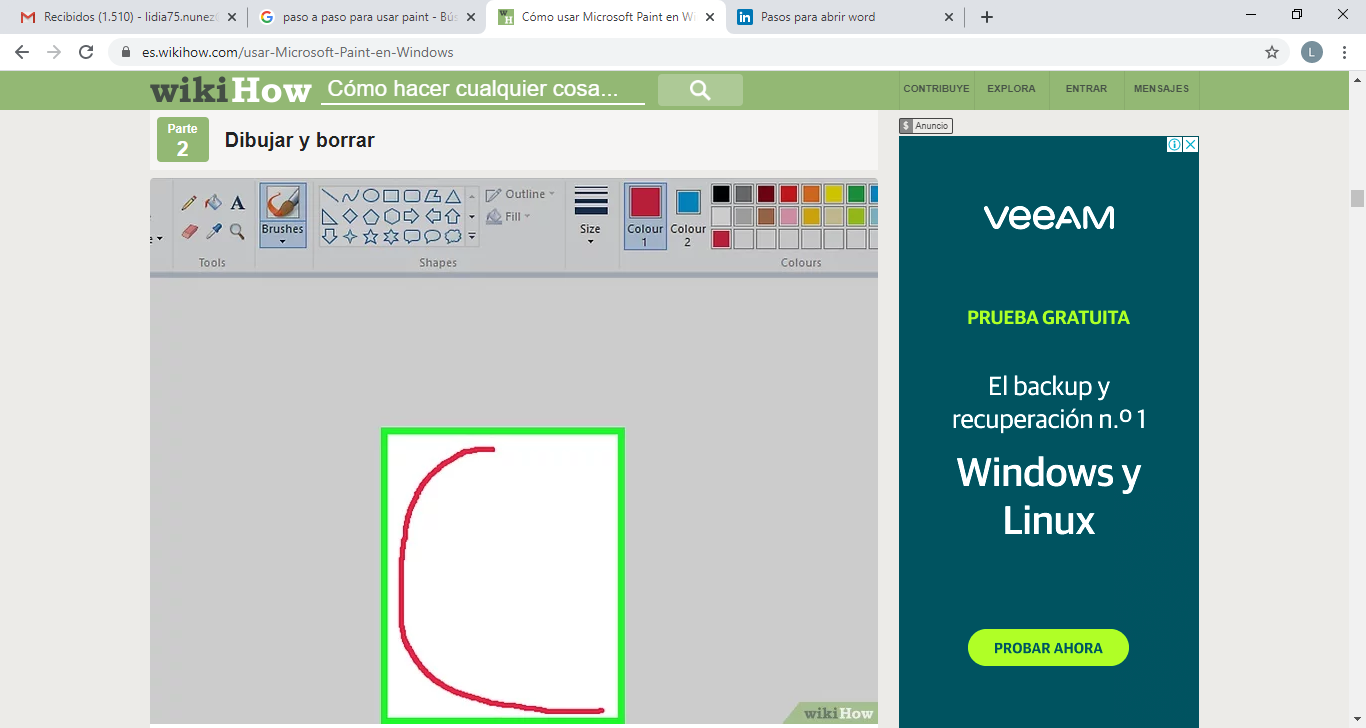 Recibidos (1.510) - lidia75.nunez
paso a paso para usar paint - Bús
Cómo usar Microsoft Paint en Wi
Pasos para abrir word
es.wikihow.com/usar-Microsoft-Paint-en-Windows
L
wikiHow
Cómo hacer cualquier cosa...
CONTRIBUYE
EXPLORA
ENTRAR
MENSAJES
Parte
2
Dibujar y borrar
Outline
Fill
Brushes
Size
Colour
1
Colour
2
Tools
Shapes
Colours
wikiHow
$ Anuncio
veeAM
PRUEBA GRATUITA
El backup y
recuperación n.º 1
Windows y
Linux
PROBAR AHORA